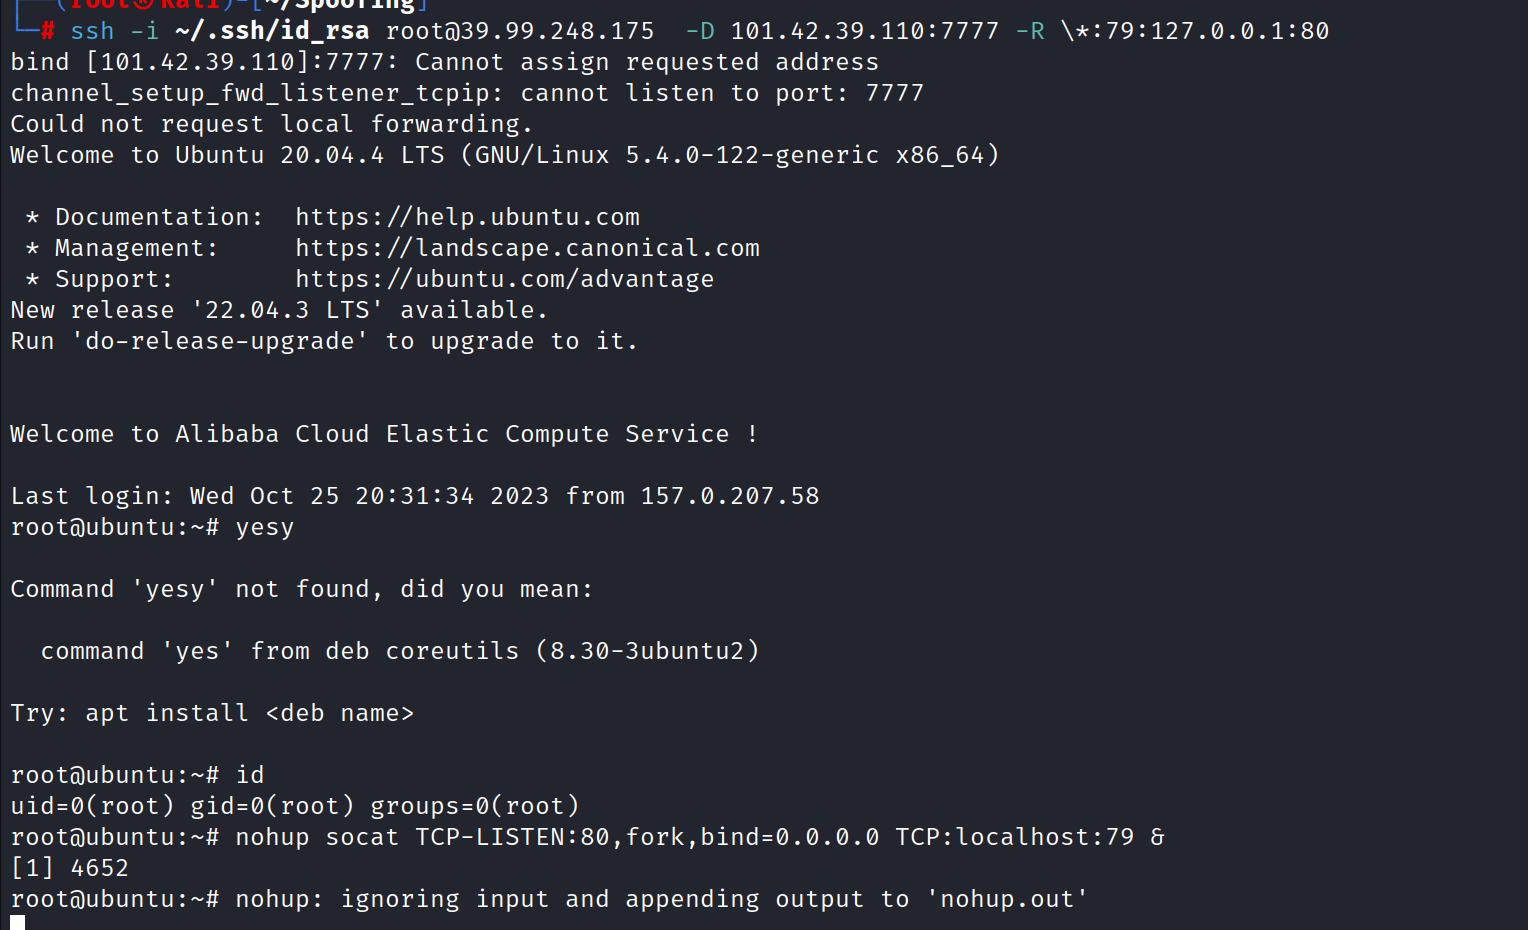 ┌──(root㉿Kali)-[~/Spoofing]
└─# ssh -i ~/.ssh/id_rsa root@39.99.248.175  -D 101.42.39.110:7777 -R \*:79:127.0.0.1:80
bind [101.42.39.110]:7777: Cannot assign requested address
channel_setup_fwd_listener_tcpip: cannot listen to port: 7777
Could not request local forwarding.
Welcome to Ubuntu 20.04.4 LTS (GNU/Linux 5.4.0-122-generic x86_64)
 * Documentation:  https://help.ubuntu.com
 * Management:     https://landscape.canonical.com
 * Support:        https://ubuntu.com/advantage
New release '22.04.3 LTS' available.
Run 'do-release-upgrade' to upgrade to it.
Welcome to Alibaba Cloud Elastic Compute Service !
Last login: Wed Oct 25 20:31:34 2023 from 157.0.207.58
root@ubuntu:~# yesy
Command 'yesy' not found, did you mean:
  command 'yes' from deb coreutils (8.30-3ubuntu2)
Try: apt install <deb name>
root@ubuntu:~# id
uid=0(root) gid=0(root) groups=0(root)
root@ubuntu:~# nohup socat TCP-LISTEN:80,fork,bind=0.0.0.0 TCP:localhost:79 &
[1] 4652
root@ubuntu:~# nohup: ignoring input and appending output to 'nohup.out'